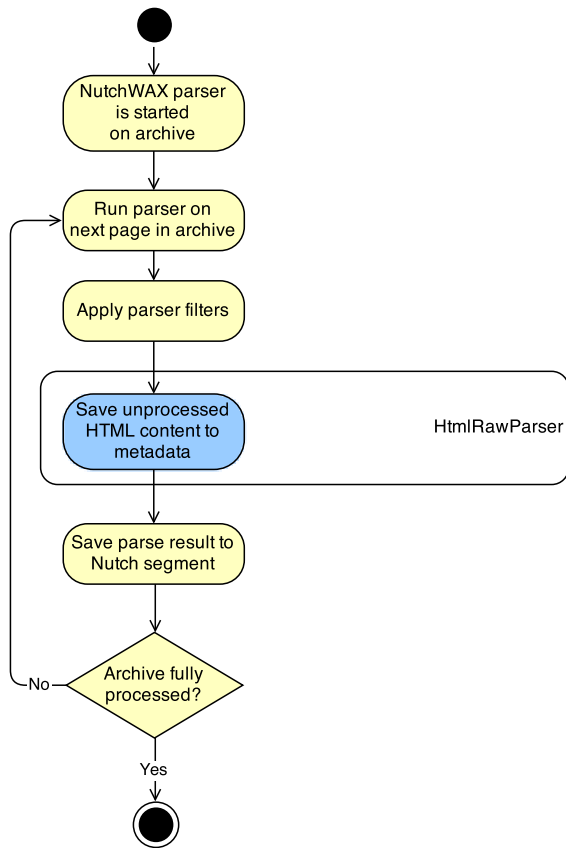 NutchWAX parser
is started
on archive
Run parser on
next page in archive
Apply parser filters
Save unprocessed
HTML content to
metadata
HtmlRawParser
Save parse result to
Nutch segment
Archive fully
processed?
No
Yes